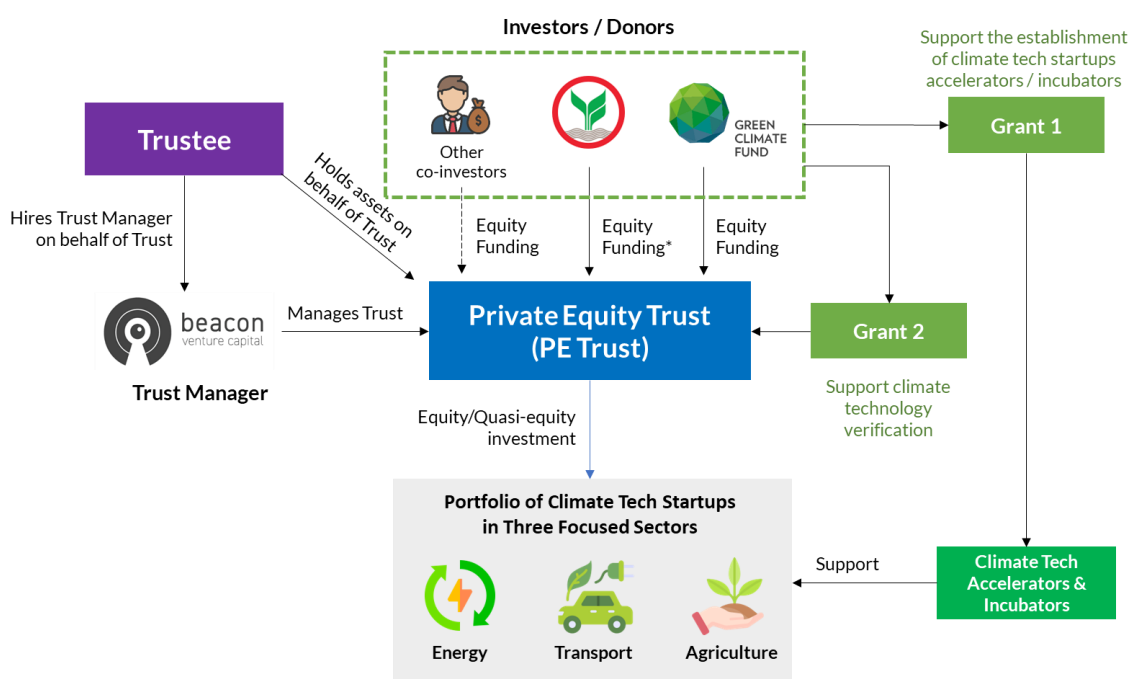 Investors / Donors
Support the establishment
of climate tech startups
accelerators / incubators
Trustee
Other
co-investors
GREEN
CLIMATE
FUND
Grant 1
Holds assets on
behalf of Trust
Hires Trust Manager
on behalf of Trust
Equity
Funding
Equity
Funding*
Equity
Funding
beacon
venture capital
Trust Manager
Manages Trust
Private Equity Trust
(PE Trust)
Grant 2
Support climate
technology
verification
Equity/Quasi-equity
investment
Portfolio of Climate Tech Startups
in Three Focused Sectors
Energy
Transport
Agriculture
Support
Climate Tech
Accelerators &
Incubators